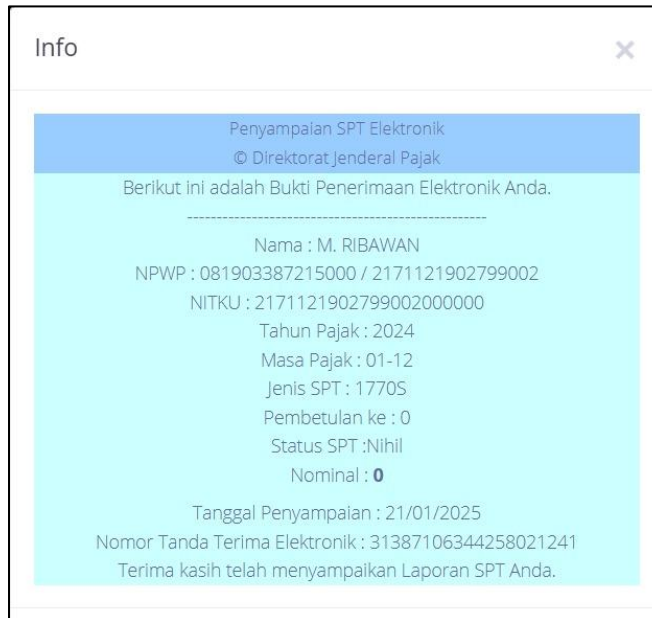 Info
Penyampaian SPT Elektronik
© Direktorat Jenderal Pajak
Berikut ini adalah Bukti Penerimaan Elektronik Anda.
---------------------------------------------------
Nama : M. RIBAWAN
NPWP : 081903387215000 / 2171121902799002
NITKU : 2171121902799002000000
Tahun Pajak : 2024
Masa Pajak : 01-12
Jenis SPT : 1770S
Pembetulan ke : 0
Status SPT :Nihil
Nominal : 0
Tanggal Penyampaian : 21/01/2025
Nomor Tanda Terima Elektronik : 31387106344258021241
Terima kasih telah menyampaikan Laporan SPT Anda.